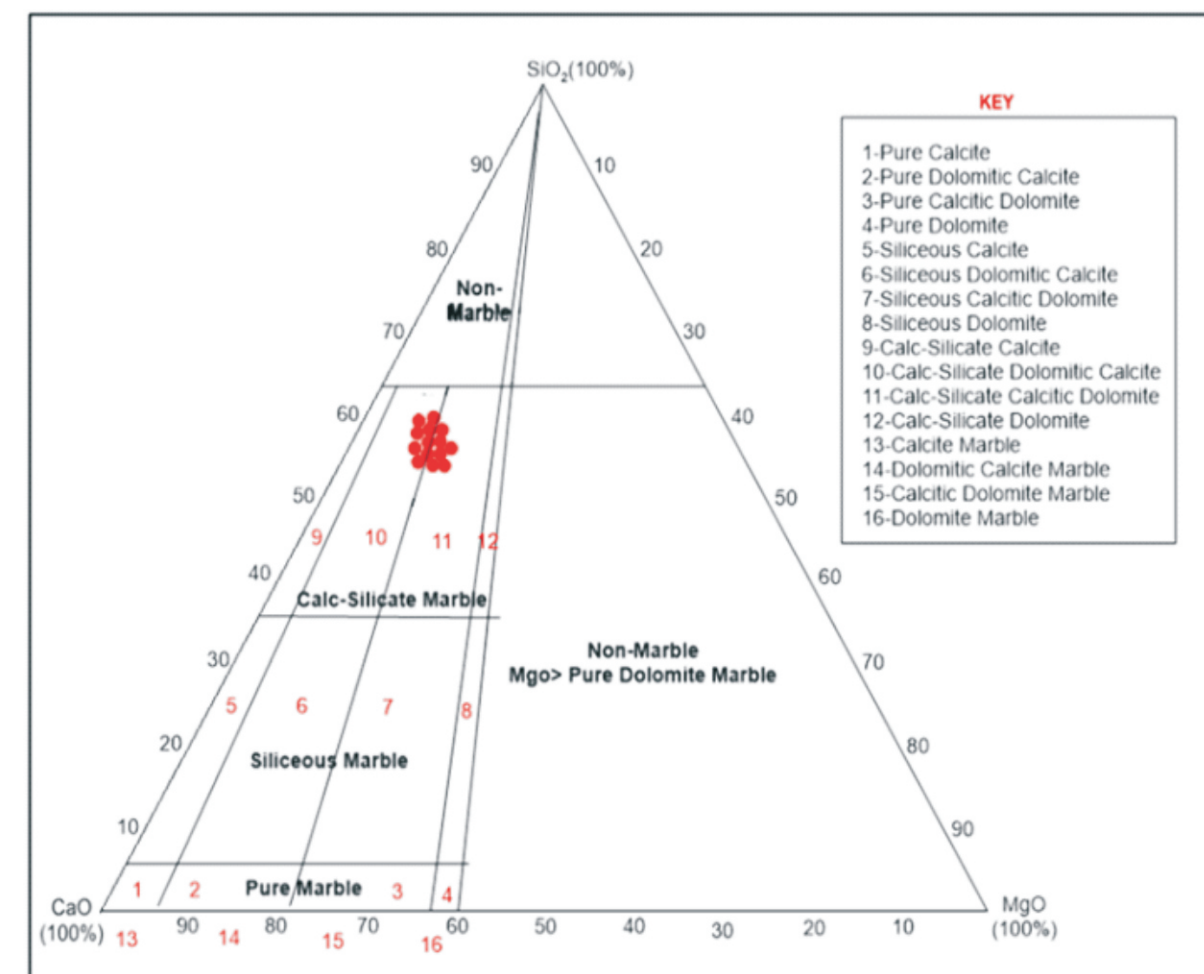 SiO₂(100%)
KEY
1-Pure Calcite
2-Pure Dolomitic Calcite
3-Pure Calcitic Dolomite
4-Pure Dolomite
5-Siliceous Calcite
6-Siliceous Dolomitic Calcite
7-Siliceous Calcitic Dolomite
8-Siliceous Dolomite
9-Calc-Silicate Calcite
10-Calc-Silicate Dolomitic Calcite
11-Calc-Silicate Calcitic Dolomite
12-Calc-Silicate Dolomite
13-Calcite Marble
14-Dolomitic Calcite Marble
15-Calcitic Dolomite Marble
16-Dolomite Marble
90 10
80 20
Non-
Marble
70 30
60 40
50 50
9 10 11 12
40 60
Calc-Silicate Marble
30 70
Non-Marble
Mgo> Pure Dolomite Marble
5 6 7 8
20 80
Siliceous Marble
10 90
1 2 Pure Marble 3 4
CaO
(100%)
MgO
(100%)
90 80 70 60 50 40 30 20 10
13 14 15 16